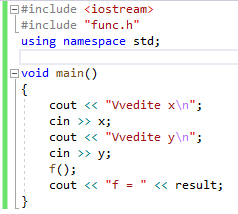 #include <iostream>
#include "func.h"
using namespace std;
void main()
{
cout << "Vvedite x\n";
cin >> x;
cout << "Vvedite y\n";
cin >> y;
f();
cout << "f = " << result;
}